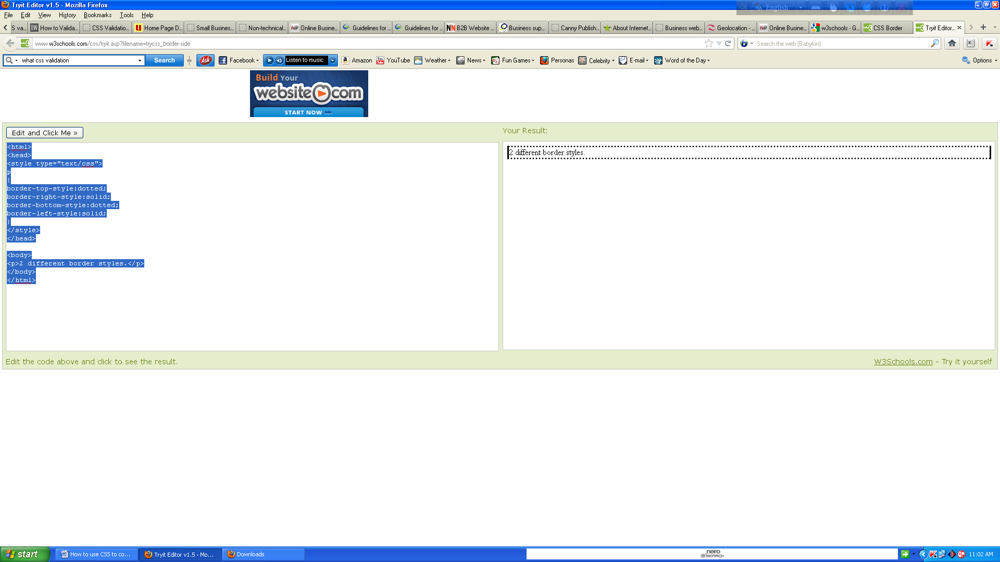 Tryit Editor v1.5 - Mozilla Firefox
English
File Edit View History Bookmarks Tools Help
S va... How to Valida... CSS Validatio... Home Page D... Small Business... Non-technical... Online Busine... Guidelines for ... Guidelines for ... B2B Website ... Business sup... Canny Publish... About Internet... Business web... Geolocation - ... Online Busine... w3schools - G... CSS Border Tryit Editor...
www.w3schools.com/css/tryit.asp?filename=trycss_border-side
Search the web (Babylon)
what css validation Search Ask Facebook Listen to music Amazon YouTube Weather News Fun Games Personas Celebrity E-mail Word of the Day Options
Build Your
website.com
START NOW
Edit and Click Me »
Your Result:
<html>
<head>
<style type="text/css">
p
{
border-top-style:dotted;
border-right-style:solid;
border-bottom-style:dotted;
border-left-style:solid;
}
</style>
</head>
<body>
<p>2 different border styles.</p>
</body>
</html>
2 different border styles.
Edit the code above and click to see the result.
W3Schools.com - Try it yourself
start How to use CSS to co... Tryit Editor v1.5 - Mo... Downloads nero SEARCH 11:02 AM